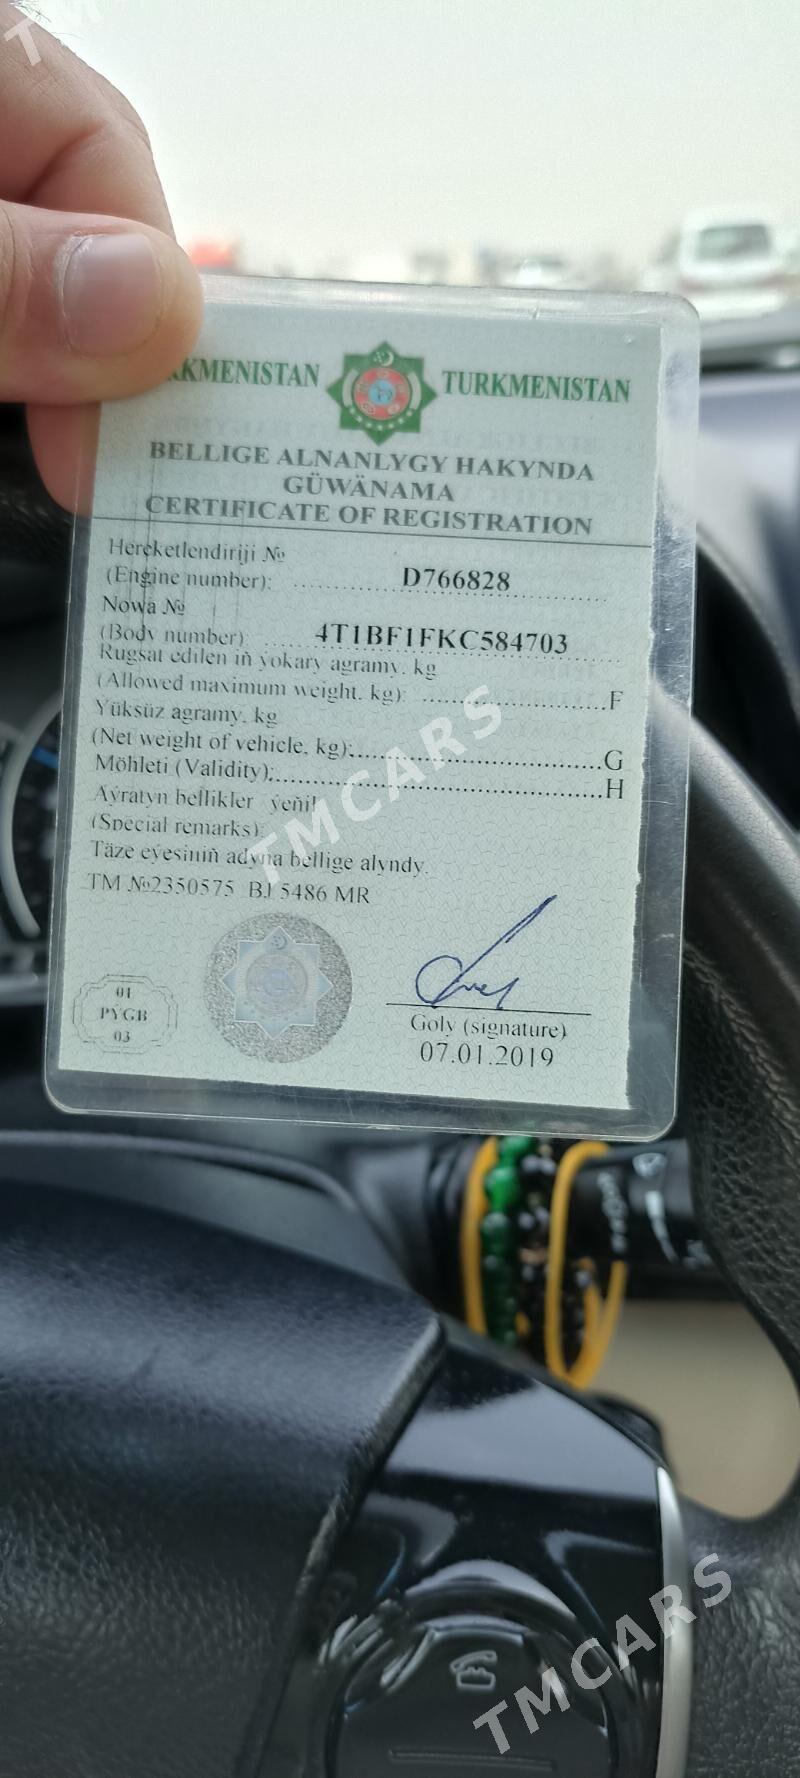 TURKMENISTAN
BELLIGE ALNANLYGY HAKYNDA
GÜWÄNAMA
CERTIFICATE OF REGISTRATION
Hereketlendiriji №
(Engine number): D766828
Nowa №
(Body number) 4T1BF1FKC584703
Rugsat edilen iň ýokary agramy, kg
(Allowed maximum weight, kg): F
Ýüksüz agramy, kg
(Net weight of vehicle, kg): G
Möhleti (Validity): H
Aýratyn bellikler ýeňil
(Special remarks):
Täze eýesiniň adyna bellige alyndy.
TM №2350575 BJ 5486 MR
01
PÝGB
03
Goly (signature)
07.01.2019
TMCARS
TMCARS